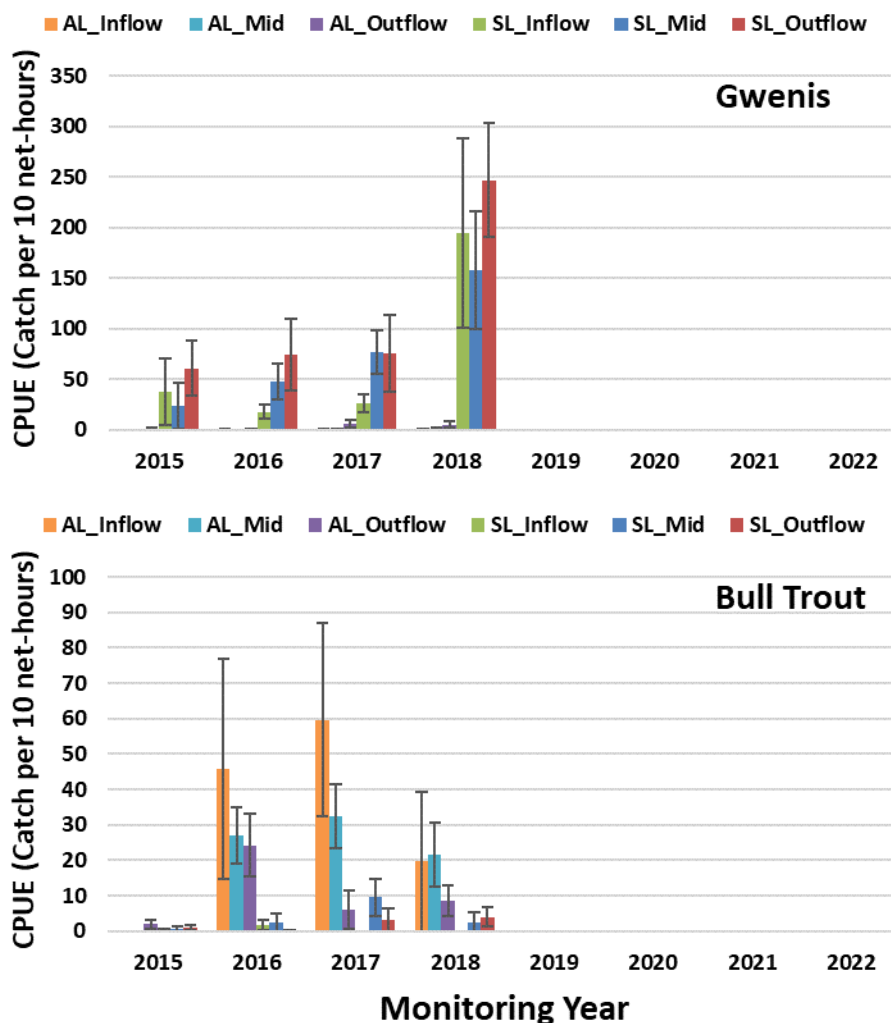 AL_Inflow AL_Mid AL_Outflow SL_Inflow SL_Mid SL_Outflow
350
Gwenis
300
250
200
150
100
50
0
CPUE (Catch per 10 net-hours)
2015 2016 2017 2018 2019 2020 2021 2022
AL_Inflow AL_Mid AL_Outflow SL_Inflow SL_Mid SL_Outflow
100
Bull Trout
90
80
70
60
50
40
30
20
10
0
CPUE (Catch per 10 net-hours)
2015 2016 2017 2018 2019 2020 2021 2022
Monitoring Year